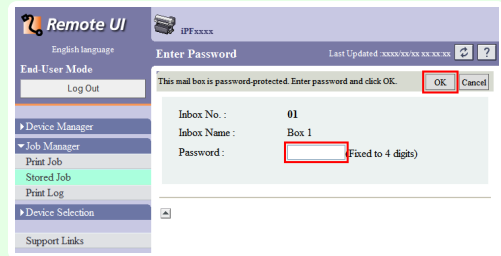 Remote UI
English language
End-User Mode
Log Out
Device Manager
Job Manager
Print Job
Stored Job
Print Log
Device Selection
Support Links
iPFxxxx
Enter Password
Last Updated :xxxx/xx/xx xx:xx:xx
?
This mail box is password-protected. Enter password and click OK.
OK
Cancel
Inbox No. : 01
Inbox Name : Box 1
Password : (Fixed to 4 digits)